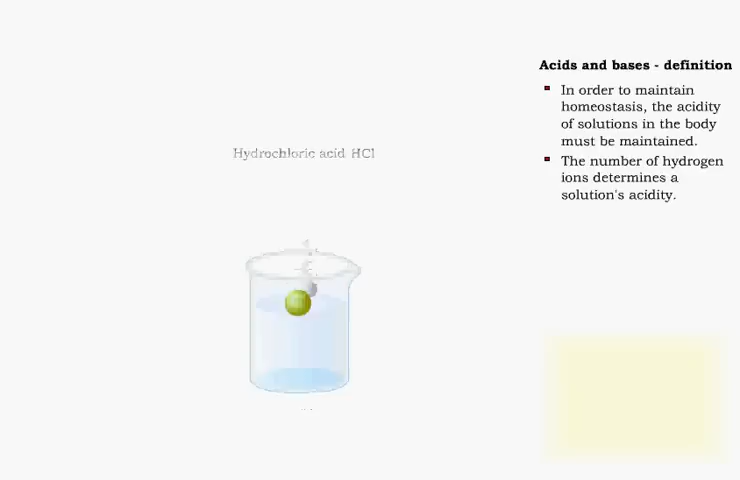 Acids and bases - definition
In order to maintain
homeostasis, the acidity
of solutions in the body
must be maintained.
The number of hydrogen
ions determines a
solution's acidity.
Hydrochloric acid HCl